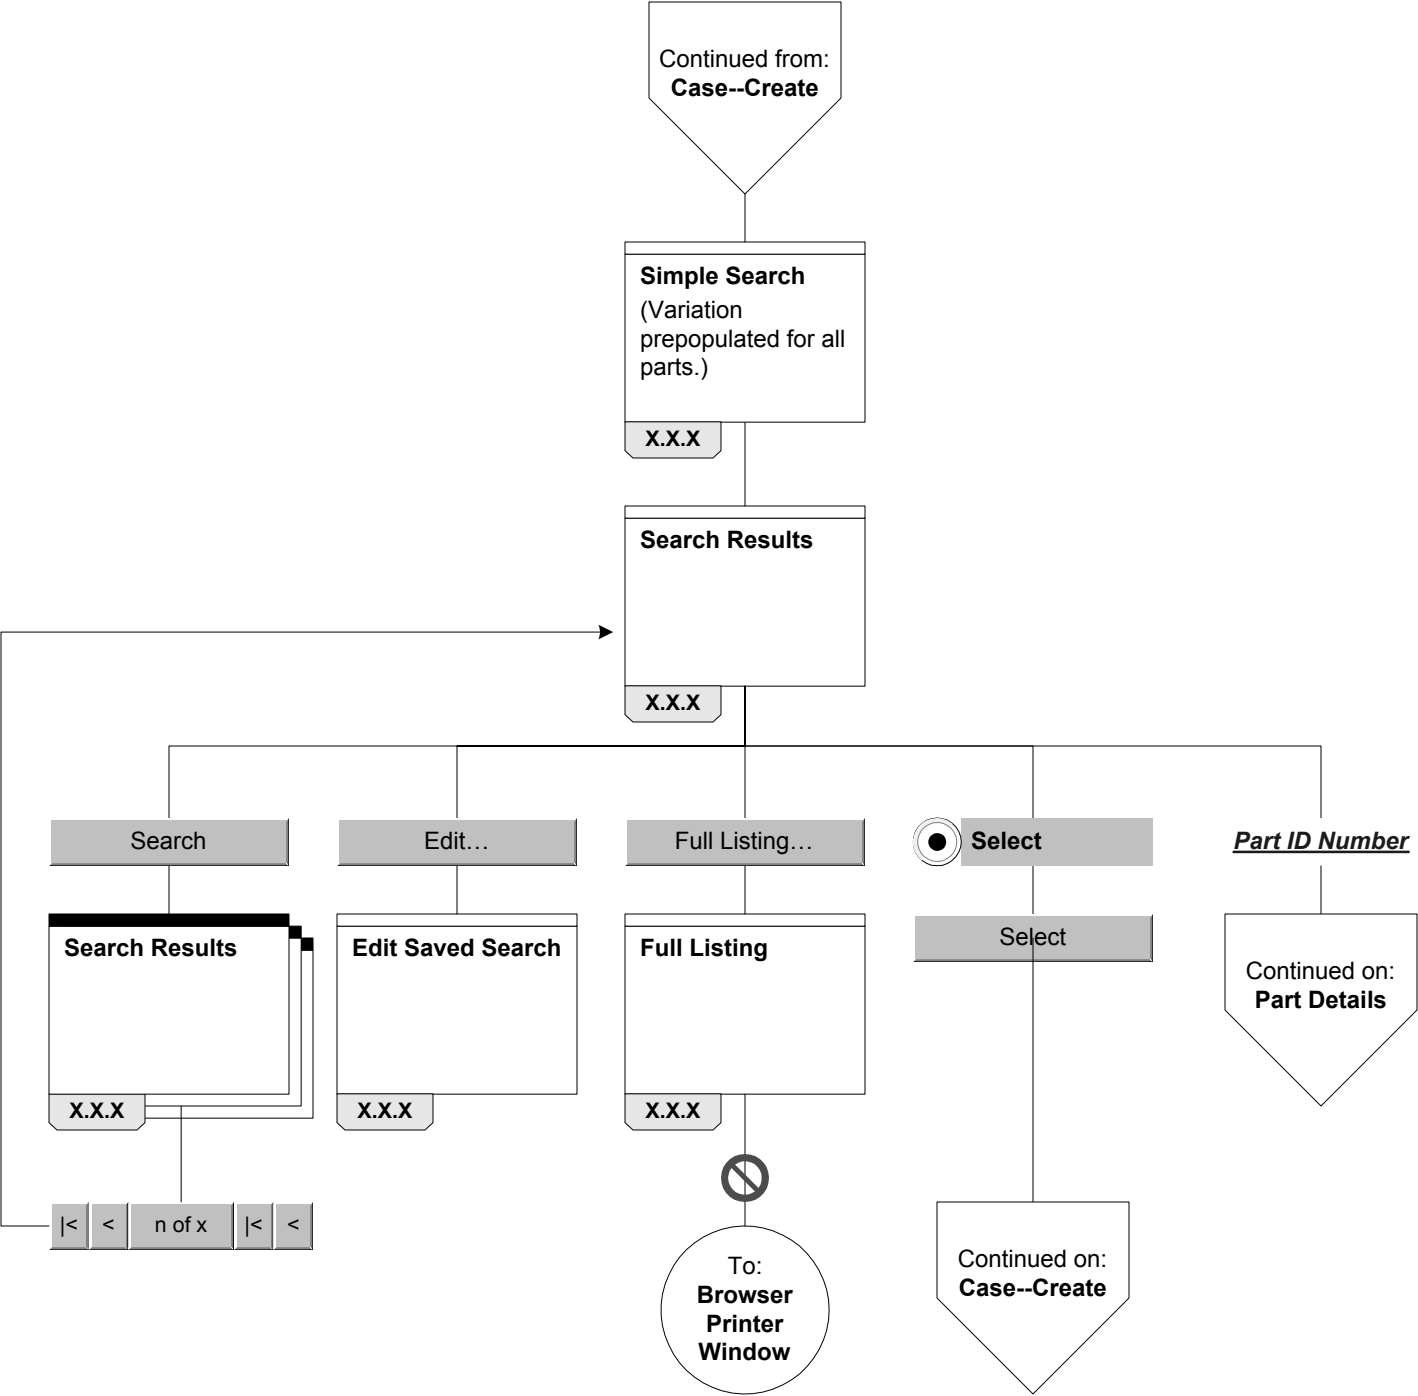 Continued from:
Case--Create
Simple Search
(Variation
prepopulated for all
parts.)
X.X.X
Search Results
X.X.X
Search
Edit…
Full Listing…
Select
Part ID Number
Search Results
Edit Saved Search
Full Listing
Select
Continued on:
Part Details
X.X.X
X.X.X
X.X.X
|<
<
n of x
|<
<
To:
Browser
Printer
Window
Continued on:
Case--Create